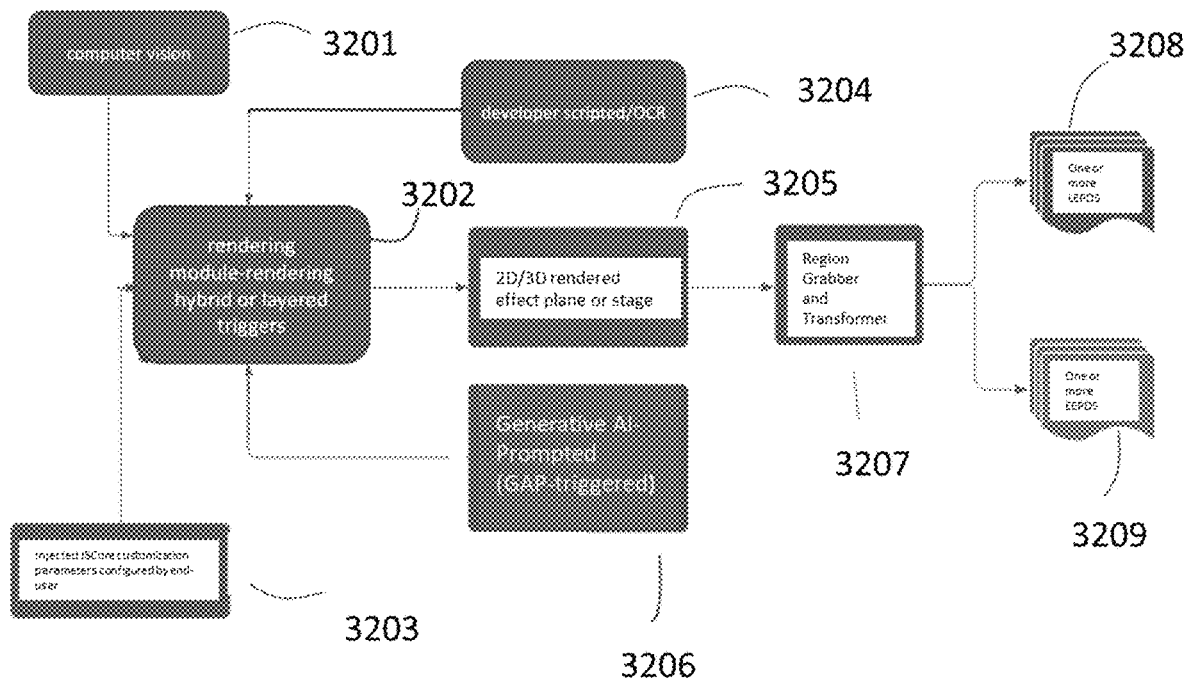 computer vision
3201
developer scripted/OCR
3204
3208
One or
more
LEPDS
3202
rendering
module-rendering
hybrid or layered
triggers
3205
2D/3D rendered
effect plane or stage
Region
Grabber
and
Transformer
Generative AI-
Prompted
(GAP-triggered)
One or
more
EEPDS
3207
3209
Injected JSCore customization
parameters configured by end-
user
3203
3206